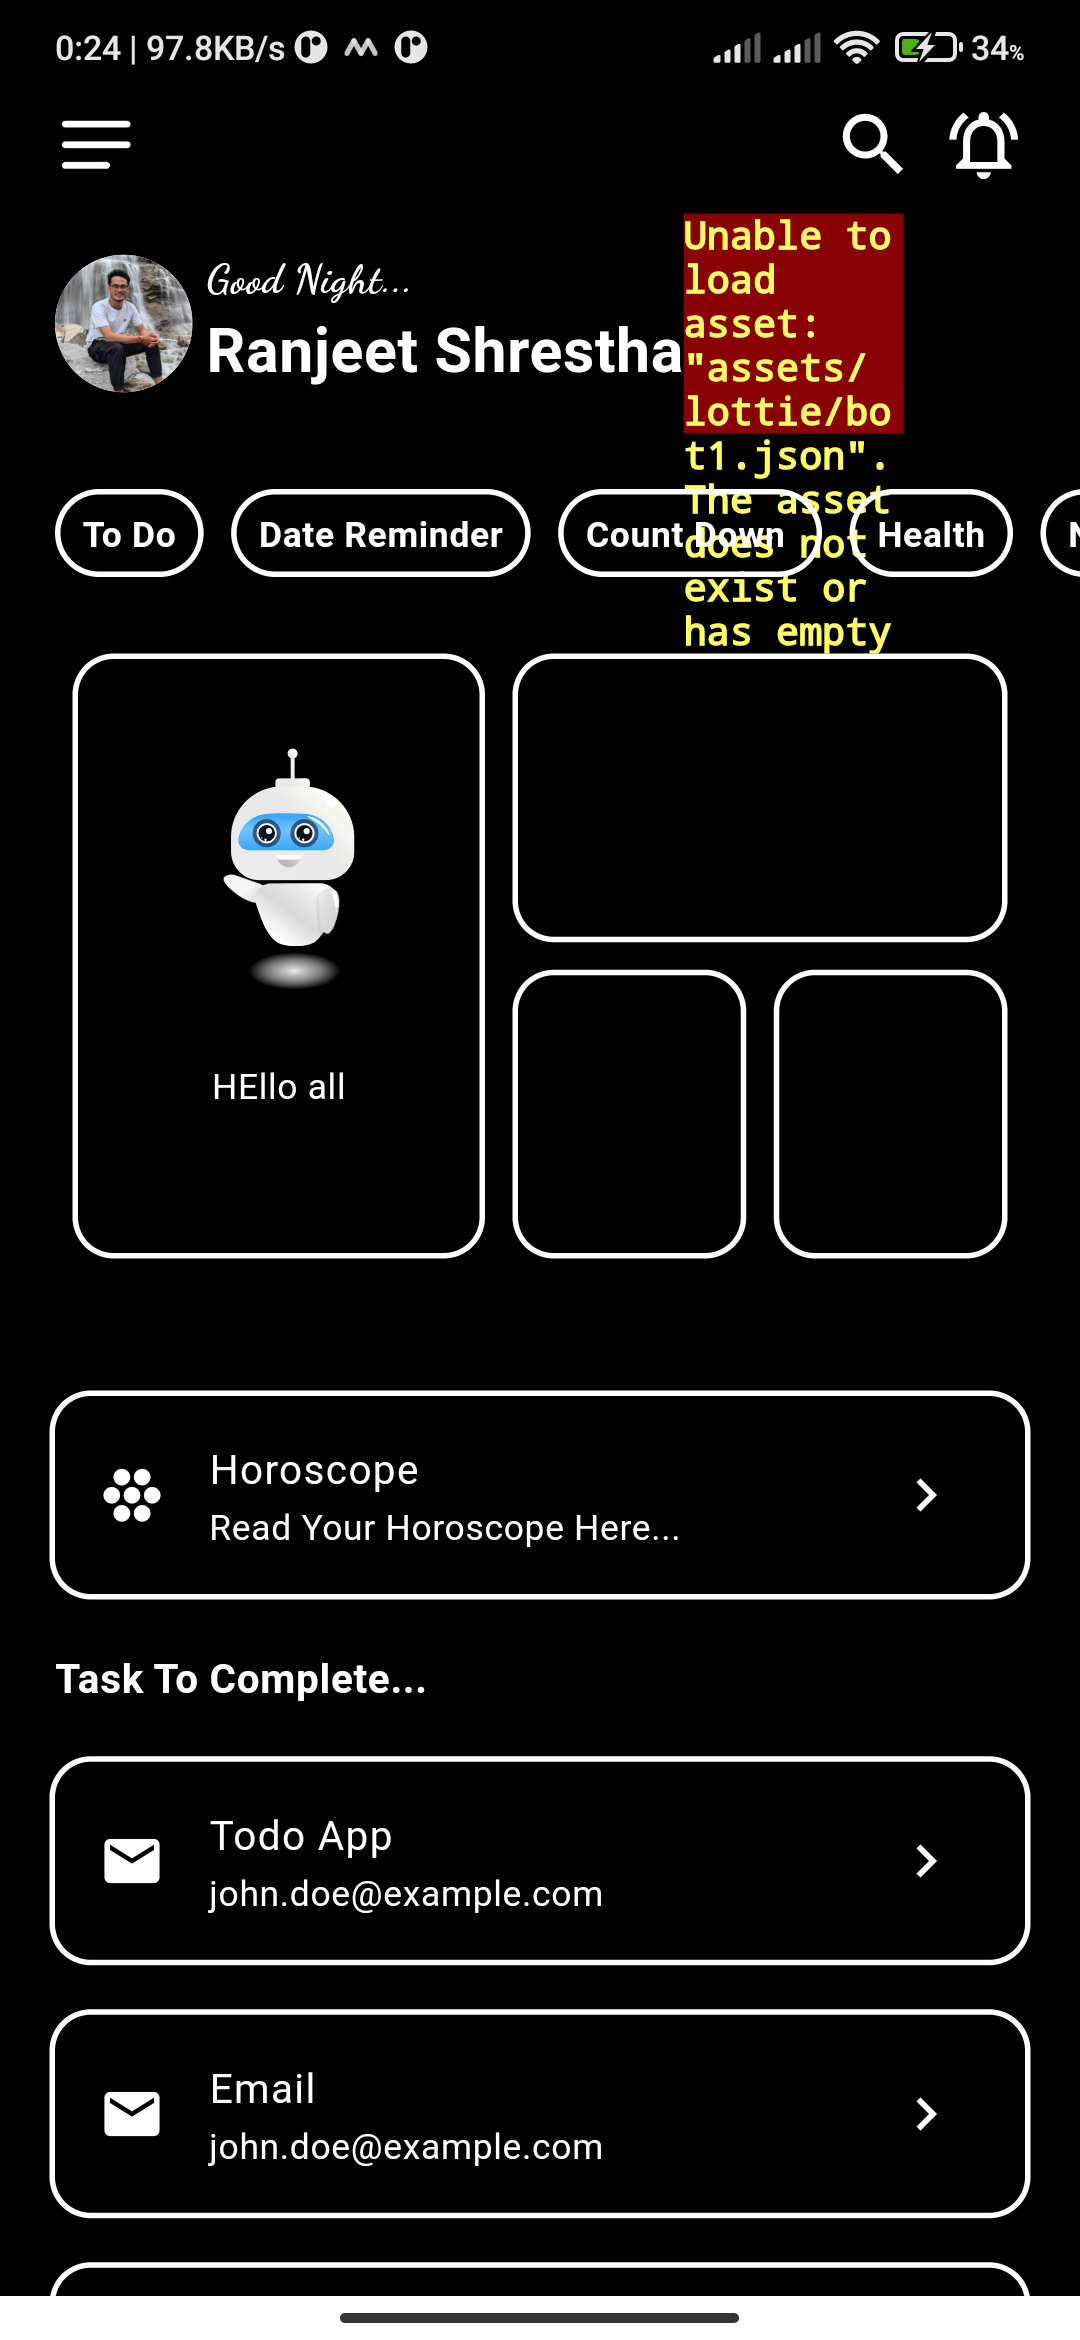 0:24 | 97.8KB/s
34%
Good Night...
Ranjeet Shrestha
Unable to
load
asset:
"assets/
lottie/bo
t1.json".
The asset
does not
exist or
has empty
To Do
Date Reminder
Count Down
Health
N
HEllo all
Horoscope
Read Your Horoscope Here...
Task To Complete...
Todo App
john.doe@example.com
Email
john.doe@example.com